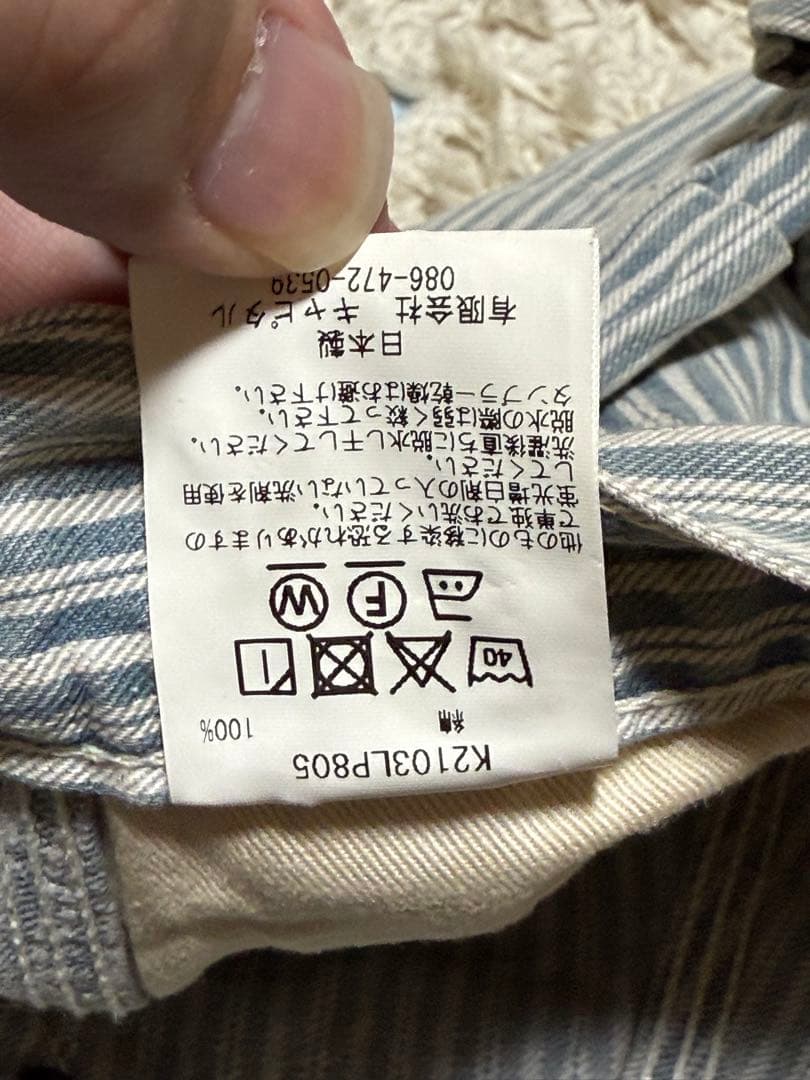 K2103LP805
綿 100%
40
F W
他のものに移染する恐れがありますの
で単独でお洗いください。
蛍光増白剤の入っていない洗剤を使用
してください。
洗濯後直ちに脱水し干してください。
脱水の際は弱く絞って下さい。
タンブラー乾燥はお避け下さい。
日本製
有限会社 キャピタル
086-472-0539